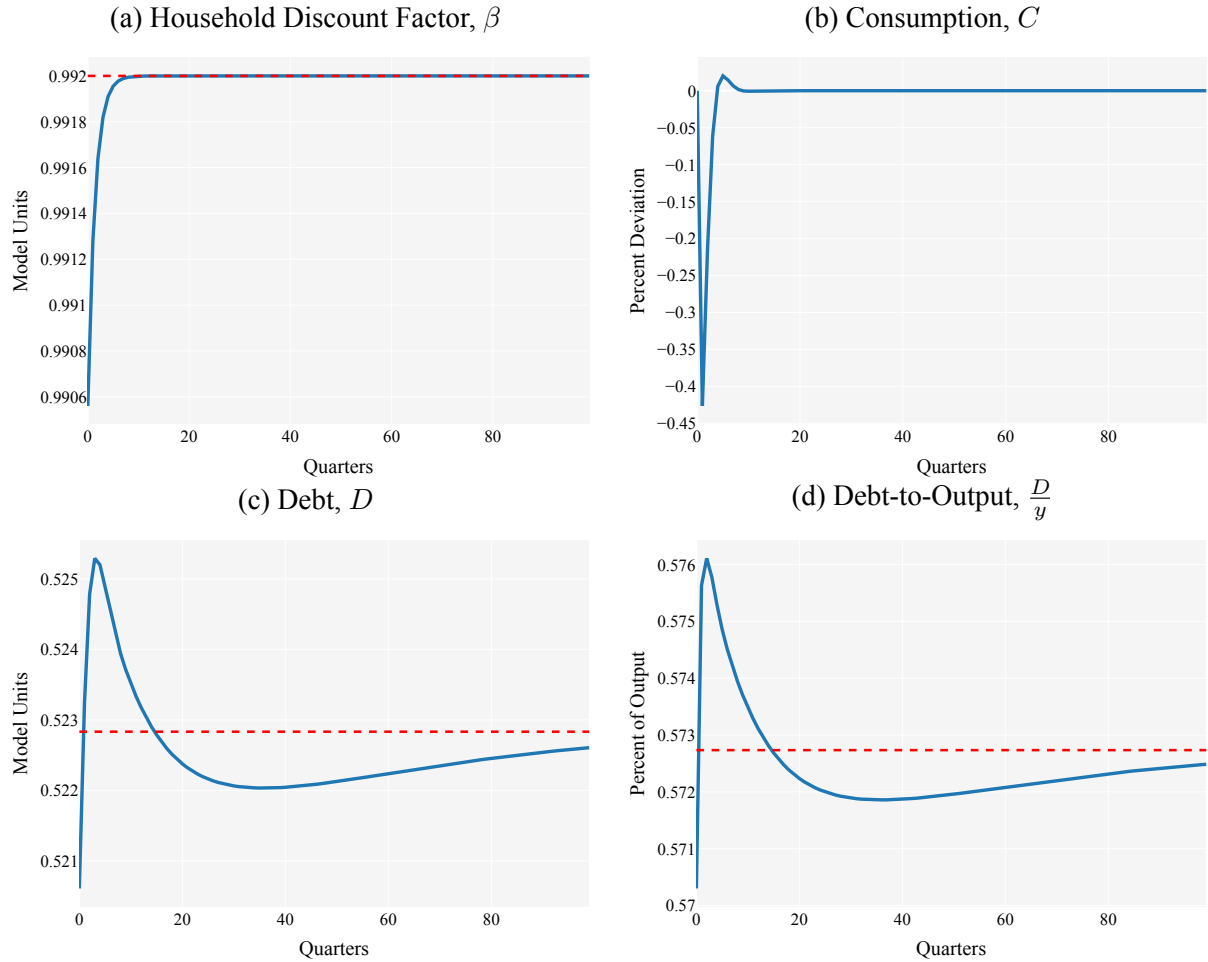 (a) Household Discount Factor, β
0.992
0.9918
0.9916
0.9914
0.9912
0.991
0.9908
0.9906
Model Units
0 20 40 60 80
Quarters
(b) Consumption, C
0
−0.05
−0.1
−0.15
−0.2
−0.25
−0.3
−0.35
−0.4
−0.45
Percent Deviation
0 20 40 60 80
Quarters
(c) Debt, D
0.525
0.524
0.523
0.522
0.521
Model Units
0 20 40 60 80
Quarters
(d) Debt-to-Output, D/y
0.576
0.575
0.574
0.573
0.572
0.571
0.57
Percent of Output
0 20 40 60 80
Quarters